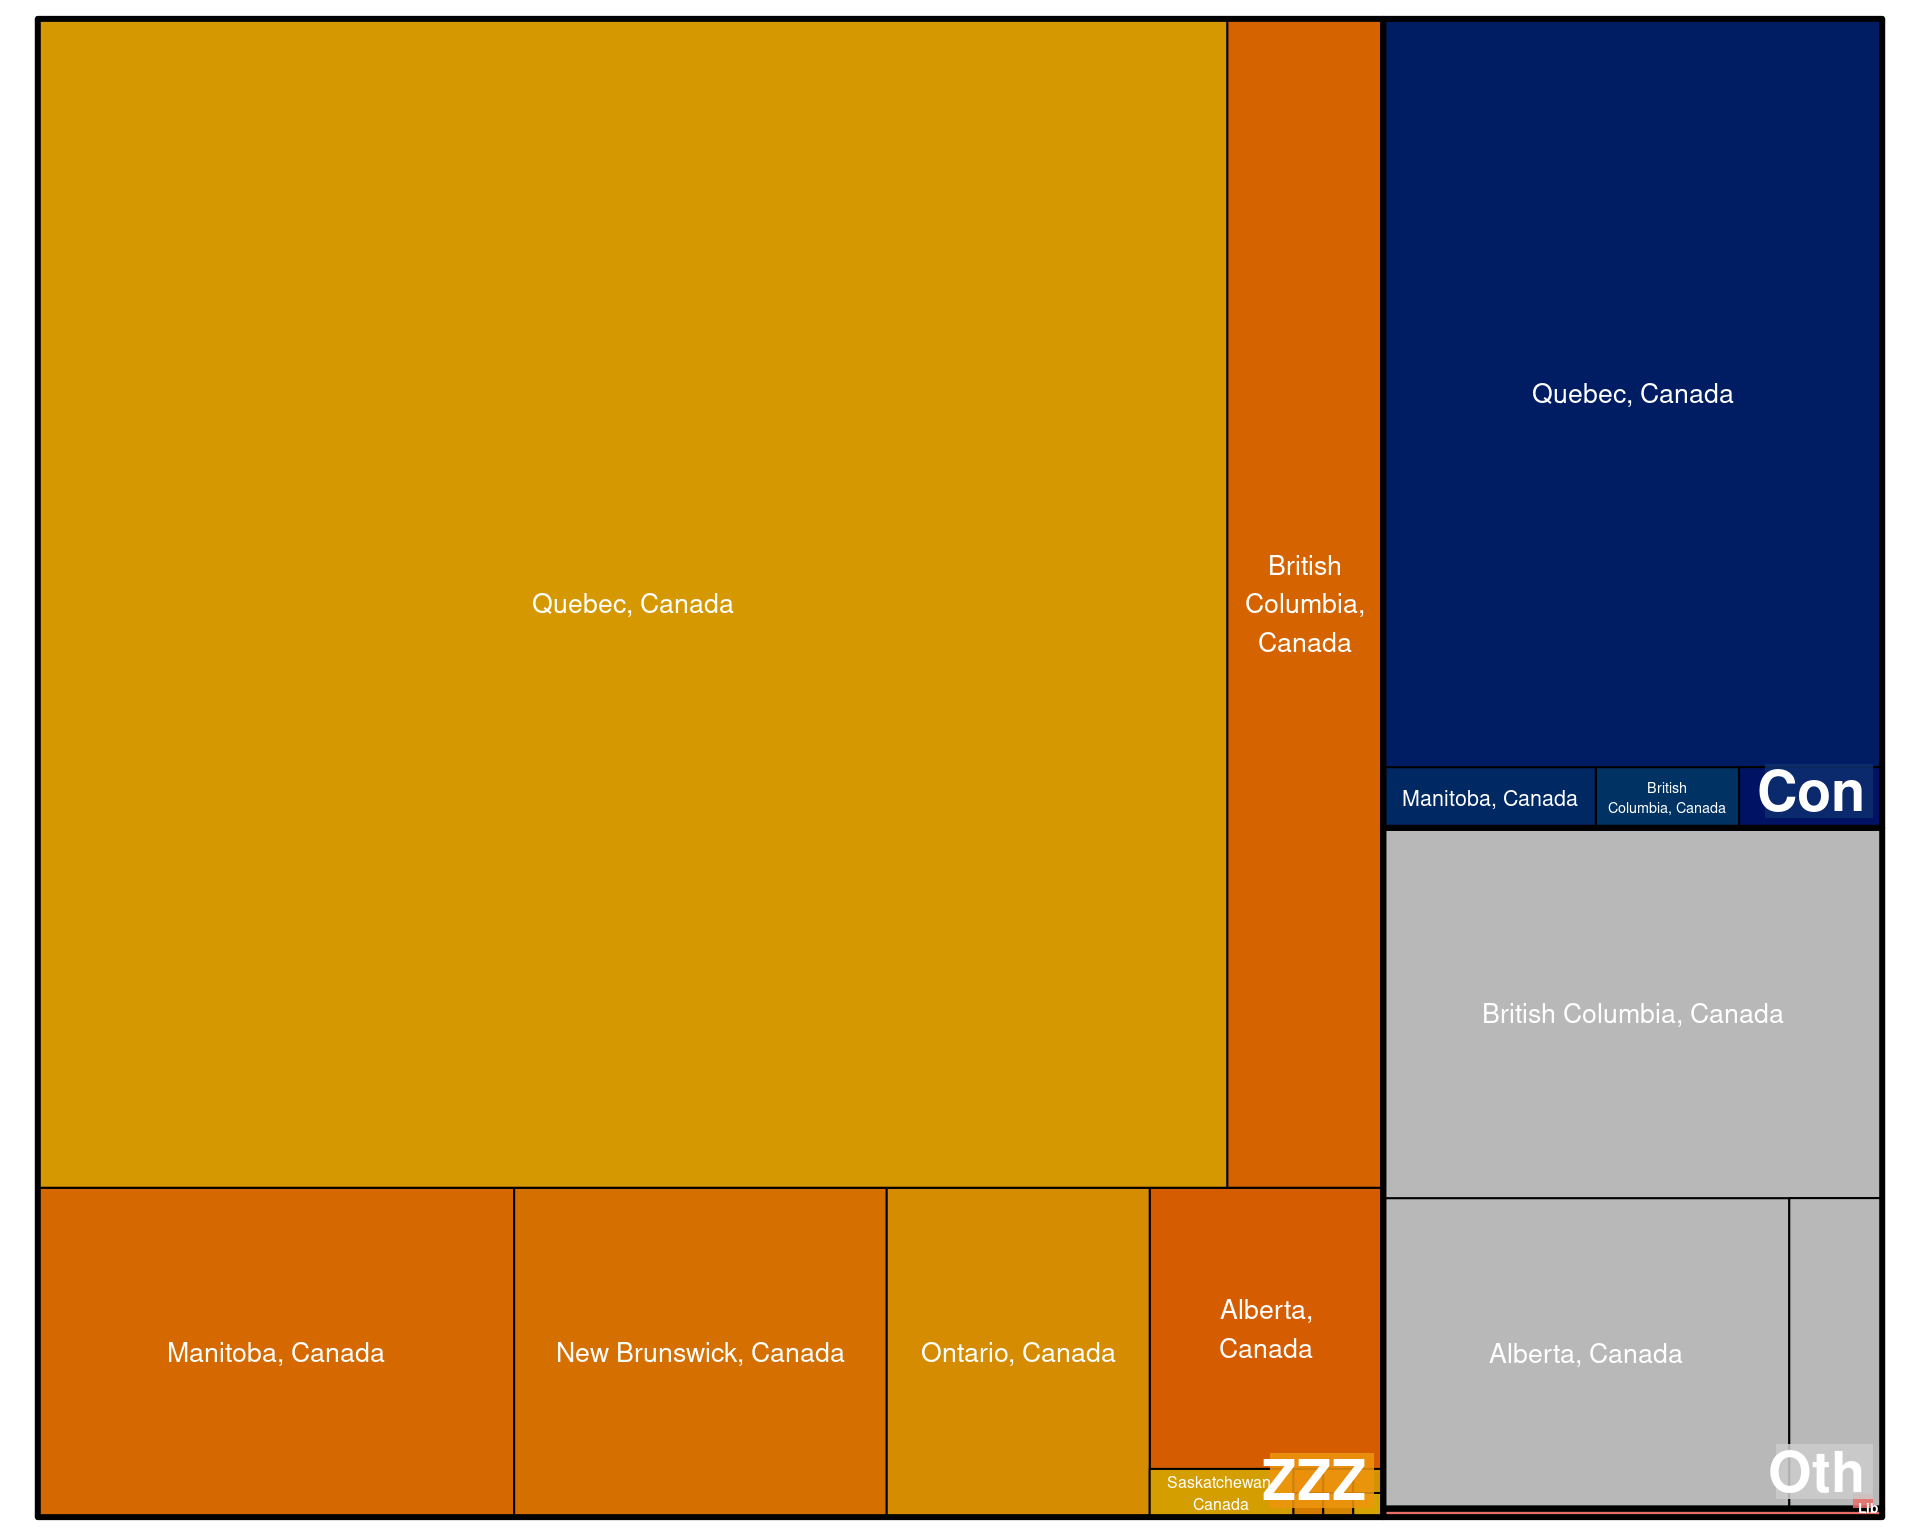 Quebec, Canada
British
Columbia,
Canada
Manitoba, Canada
New Brunswick, Canada
Ontario, Canada
Alberta,
Canada
Saskatchewan
Canada
ZZZ
Quebec, Canada
Manitoba, Canada
British
Columbia, Canada
Con
British Columbia, Canada
Alberta, Canada
Oth
Lib